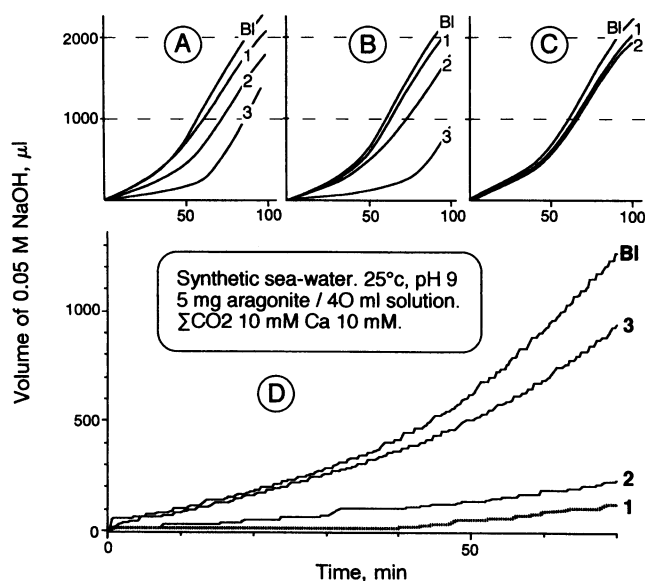 A
B
C
2000
1000
0
Bl
1
2
3
Bl
1
2
3
Bl
1
2
50
100
50
100
50
100
Volume of 0.05 M NaOH, µl
1000
500
0
Synthetic sea-water. 25°c, pH 9
5 mg aragonite / 4O ml solution.
∑CO2 10 mM Ca 10 mM.
D
Bl
3
2
1
0
50
Time, min